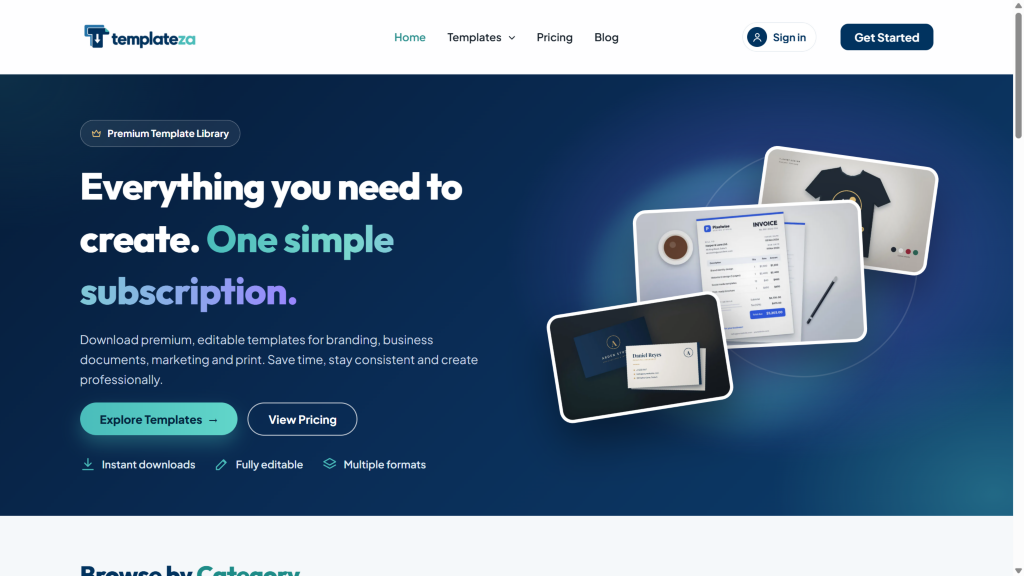 templateza
Home
Templates
Pricing
Blog
Sign in
Get Started
Premium Template Library
Everything you need to
create. One simple
subscription.
Download premium, editable templates for branding, business
documents, marketing and print. Save time, stay consistent and create
professionally.
Explore Templates →
View Pricing
Instant downloads
Fully editable
Multiple formats
INVOICE
Daniel Reyes
Browse by Category